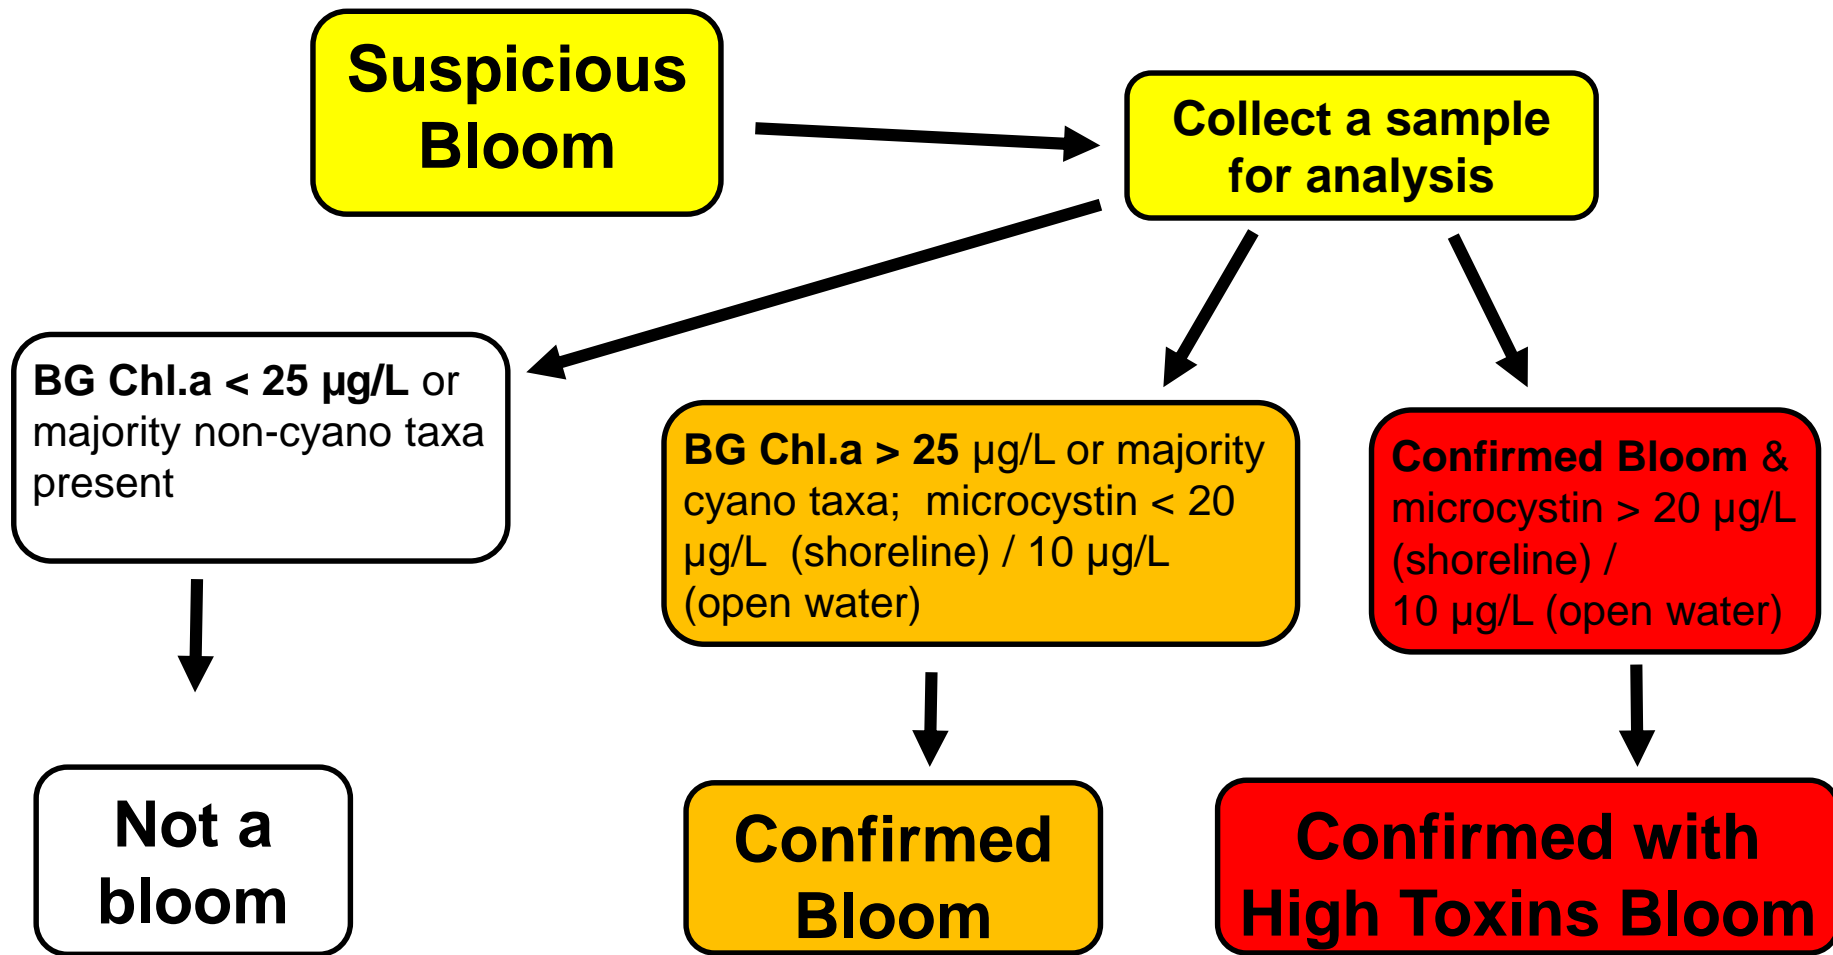 Suspicious
Bloom
Collect a sample
for analysis
BG Chl.a < 25 µg/L or
majority non-cyano taxa
present
BG Chl.a > 25 µg/L or majority
cyano taxa;  microcystin < 20
µg/L  (shoreline) / 10 µg/L
(open water)
Confirmed Bloom &
microcystin > 20 µg/L
(shoreline) /
10 µg/L (open water)
Not a
bloom
Confirmed
Bloom
Confirmed with
High Toxins Bloom